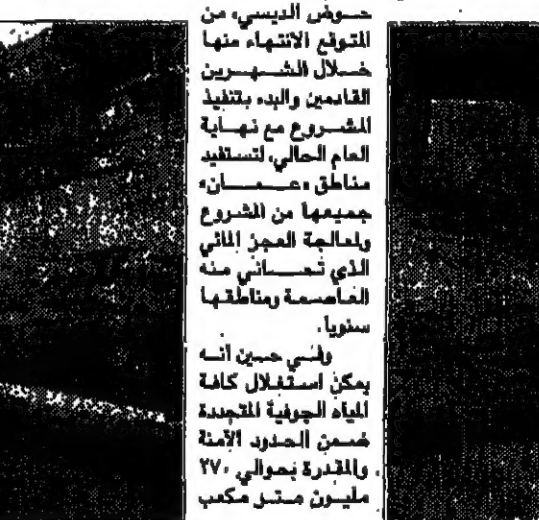 حوض الديسي، من
المتوقع الانتهاء منها
خلال الشهرين
القادمين والبدء بتنفيذ
المشروع مع نهاية
العام الحالي، لتستفيد
مناطق «عمان»
جميعها من المشروع
ولمعالجة العجز المائي
الذي تعاني منه
العاصمة ومناطقها
سنويا.
وفي حين أنه
يمكن استغلال كافة
المياه الجوفية المتجددة
ضمن الحدود الآمنة
والمقدرة بحوالي ٢٧٠
مليون متر مكعب